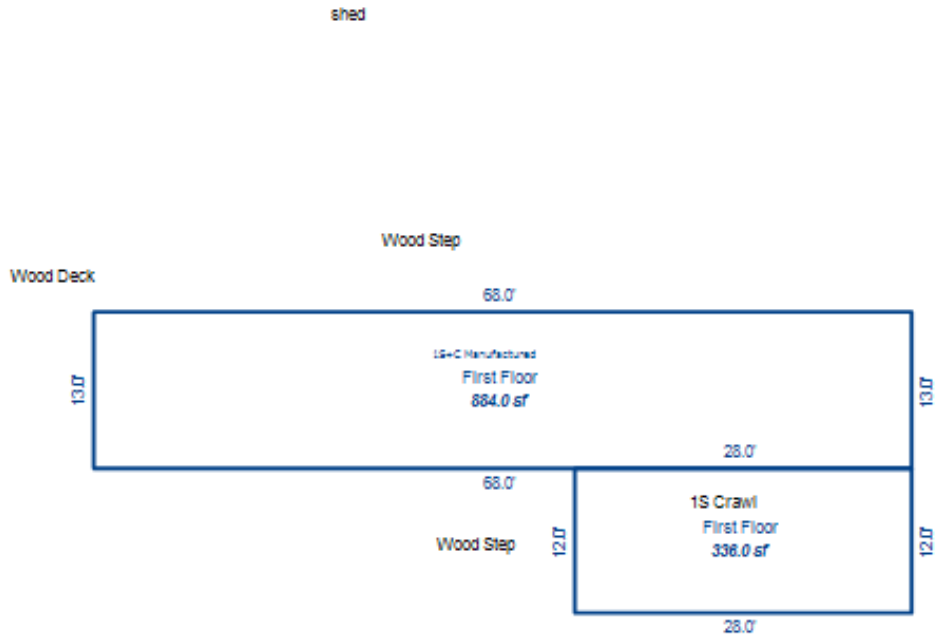 shed
Wood Step
Wood Deck
68.0'
1S+C Manufactured
First Floor
884.0 sf
13.0'
13.0'
28.0'
68.0'
1S Crawl
First Floor
336.0 sf
Wood Step
12.0'
12.0'
28.0'